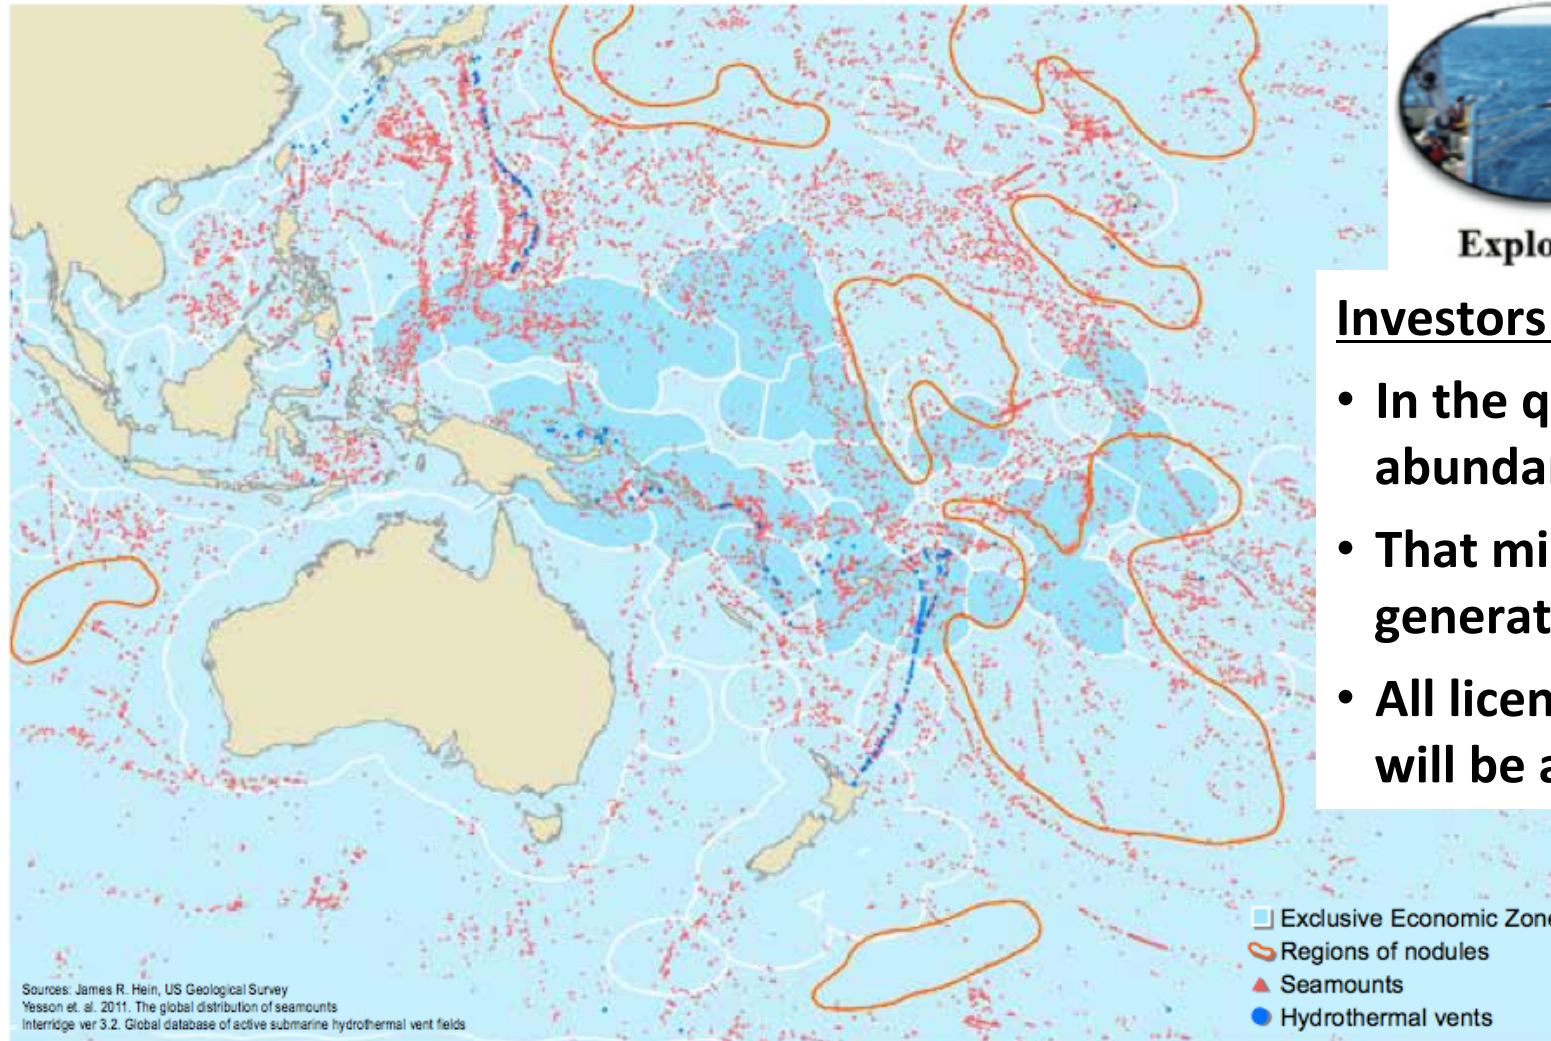 Explo
Investors
• In the q
abundar
• That mi
generat
• All licen
will be a
Exclusive Economic Zone
Regions of nodules
Seamounts
Hydrothermal vents
Sources: James R. Hein, US Geological Survey
Yesson et. al. 2011. The global distribution of seamounts
Interridge ver 3.2. Global database of active submarine hydrothermal vent fields